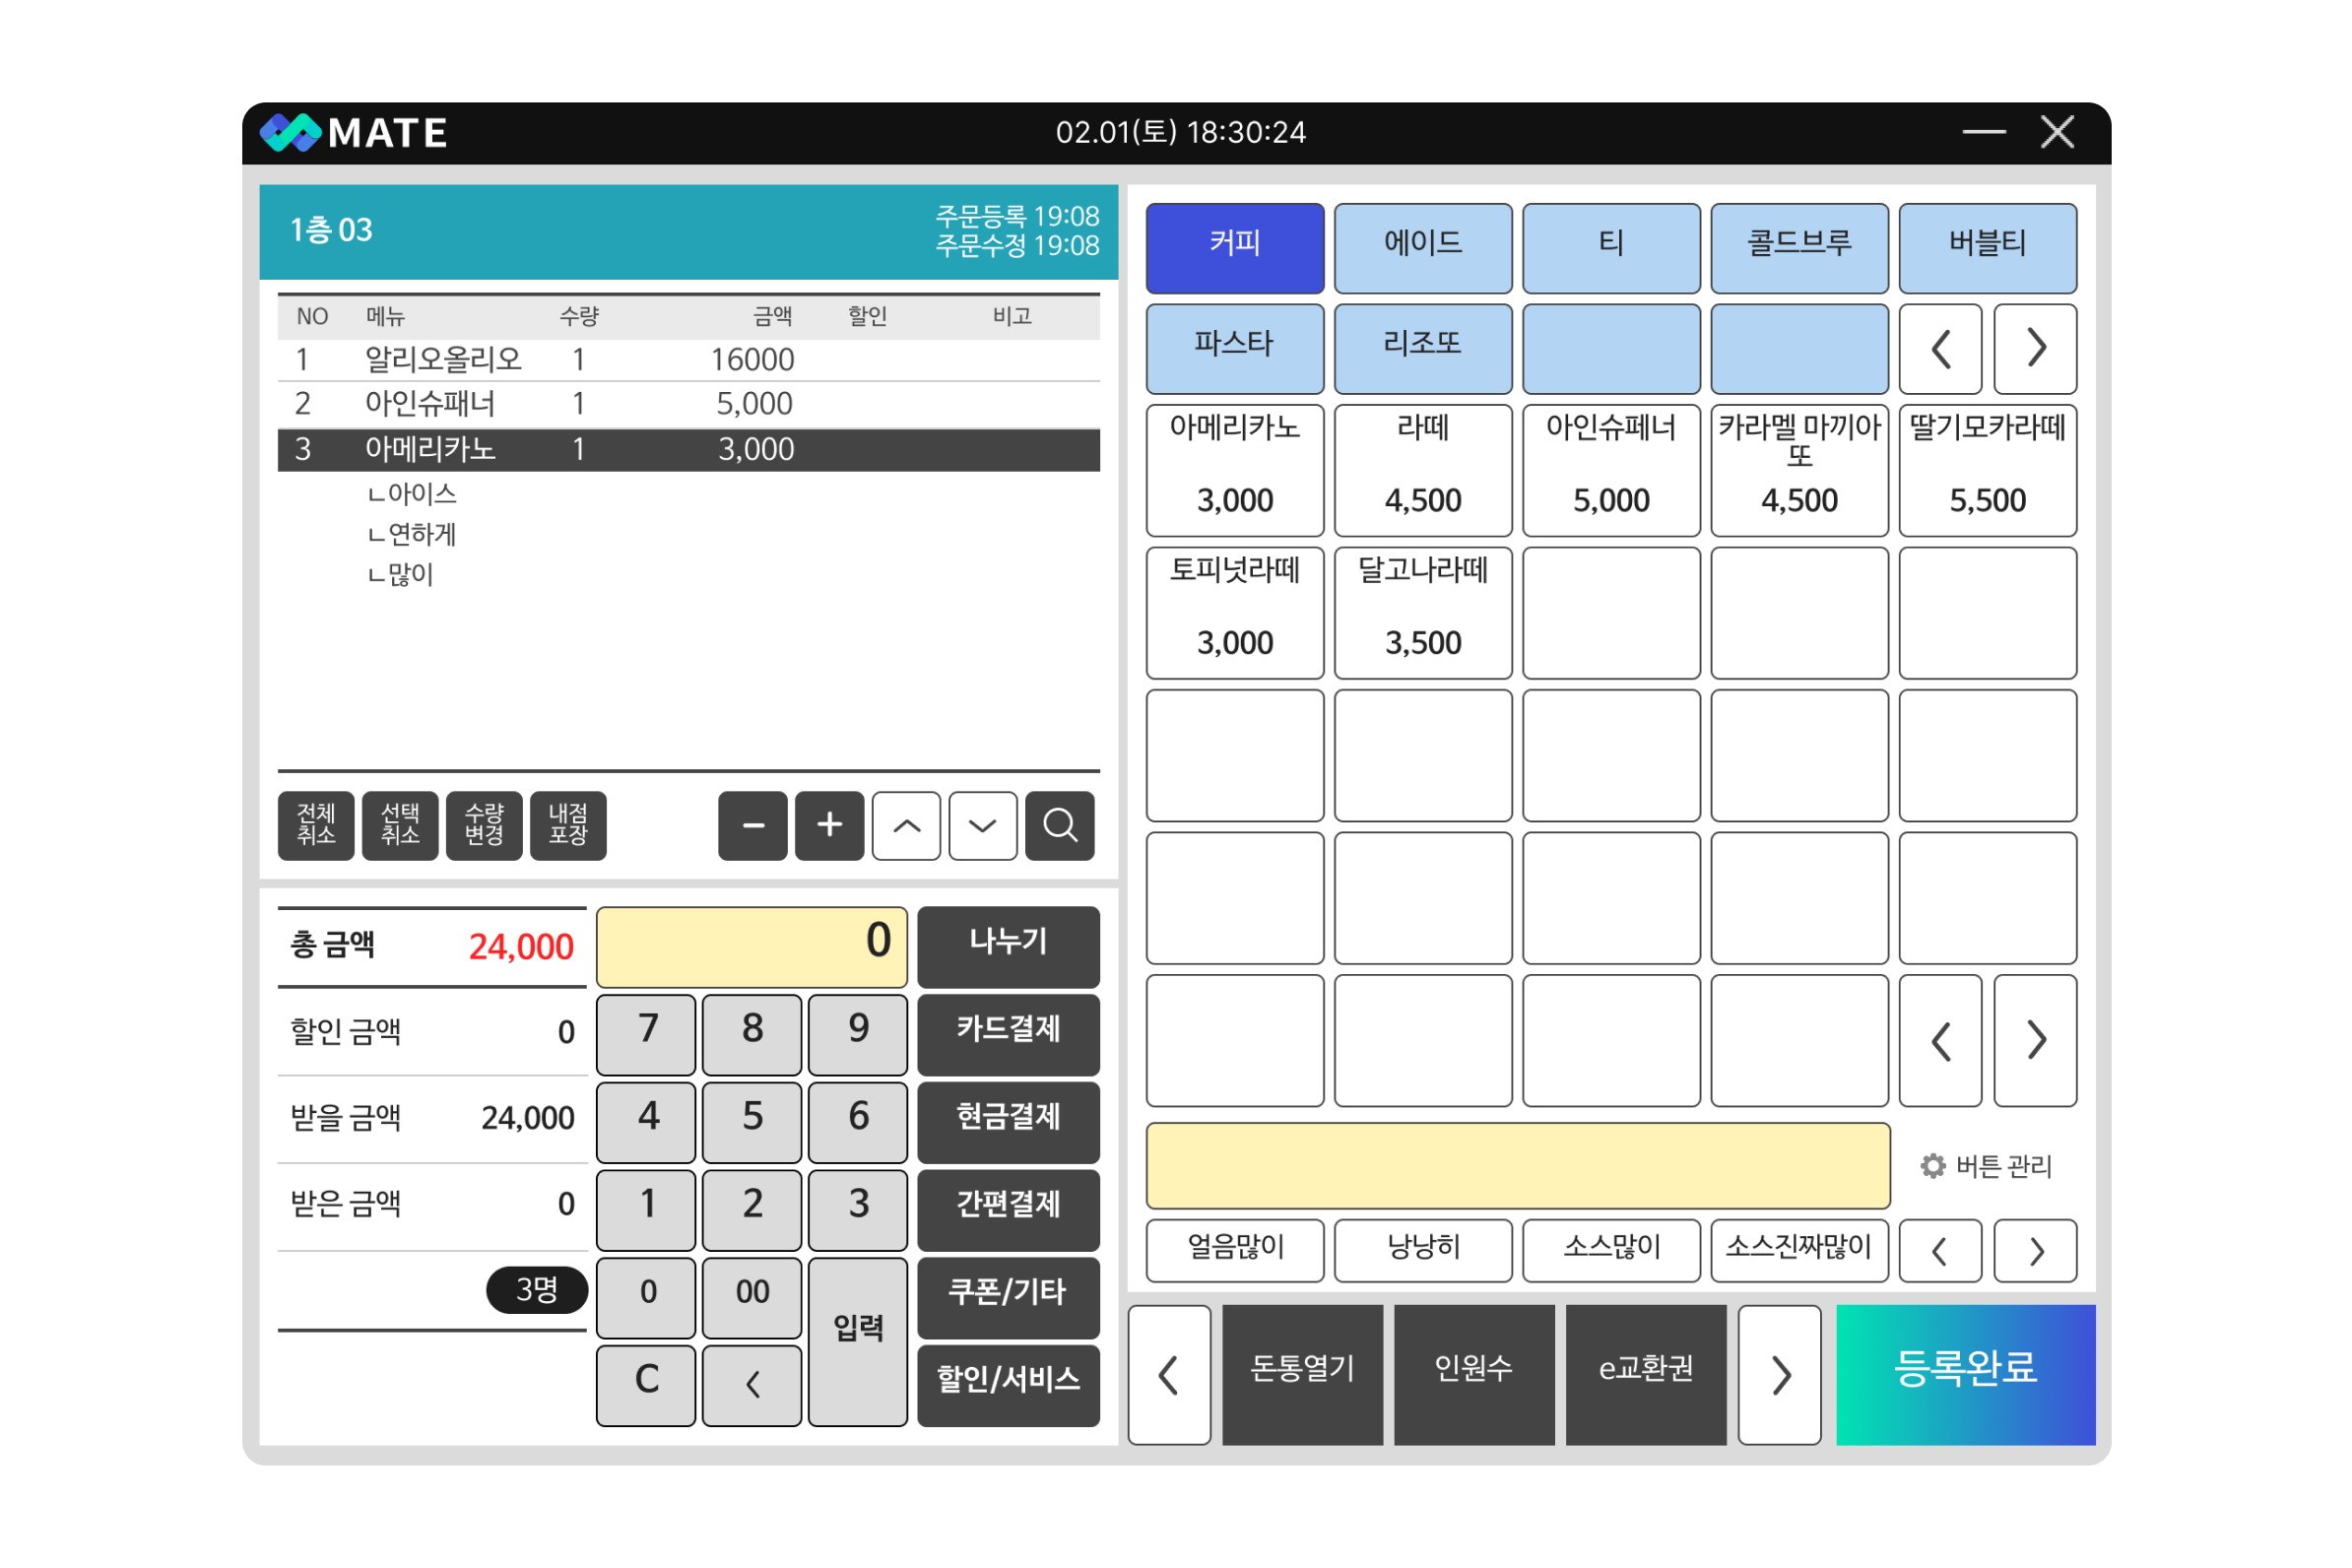 MATE
02.01(토) 18:30:24
1층 03
주문등록 19:08
주문수정 19:08
NO 메뉴 수량 금액 할인 비고
1 알리오올리오 1 16000
2 아인슈패너 1 5,000
3 아메리카노 1 3,000
ㄴ아이스
ㄴ연하게
ㄴ많이
전체 취소
선택 취소
수량 변경
내점 포장
- +
총 금액 24,000
할인 금액 0
받을 금액 24,000
받은 금액 0
3명
0
7 8 9
4 5 6
1 2 3
0 00 입력
C
나누기
카드결제
현금결제
간편결제
쿠폰/기타
할인/서비스
커피 에이드 티 콜드브루 버블티
파스타 리조또
아메리카노 라떼 아인슈페너 카라멜 마끼아또 딸기모카라떼
3,000 4,500 5,000 4,500 5,500
토피넛라떼 달고나라떼
3,000 3,500
버튼 관리
얼음많이 낭낭히 소스많이 소스진짜많이
돈통열기 인원수 e교환권 등록완료